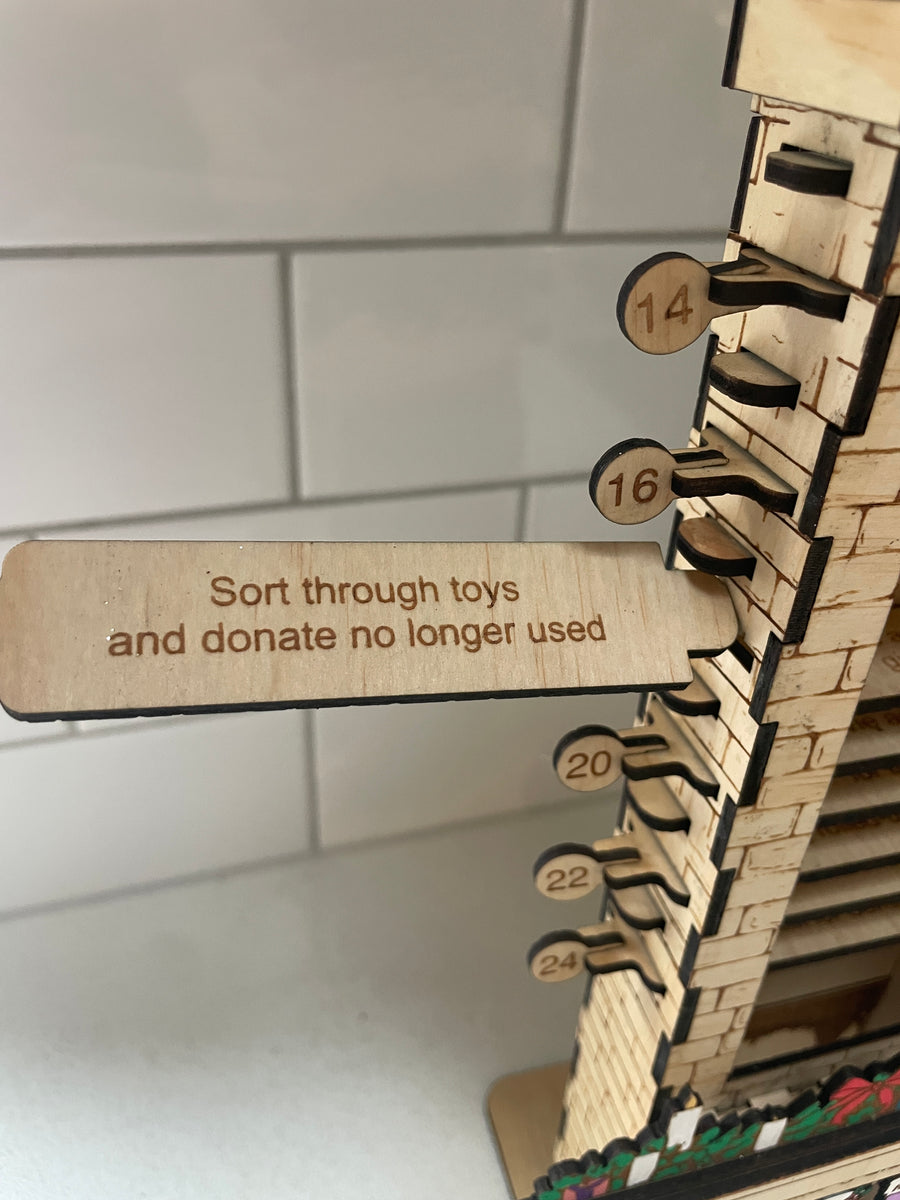 14
16
Sort through toys
and donate no longer used
20
22
24